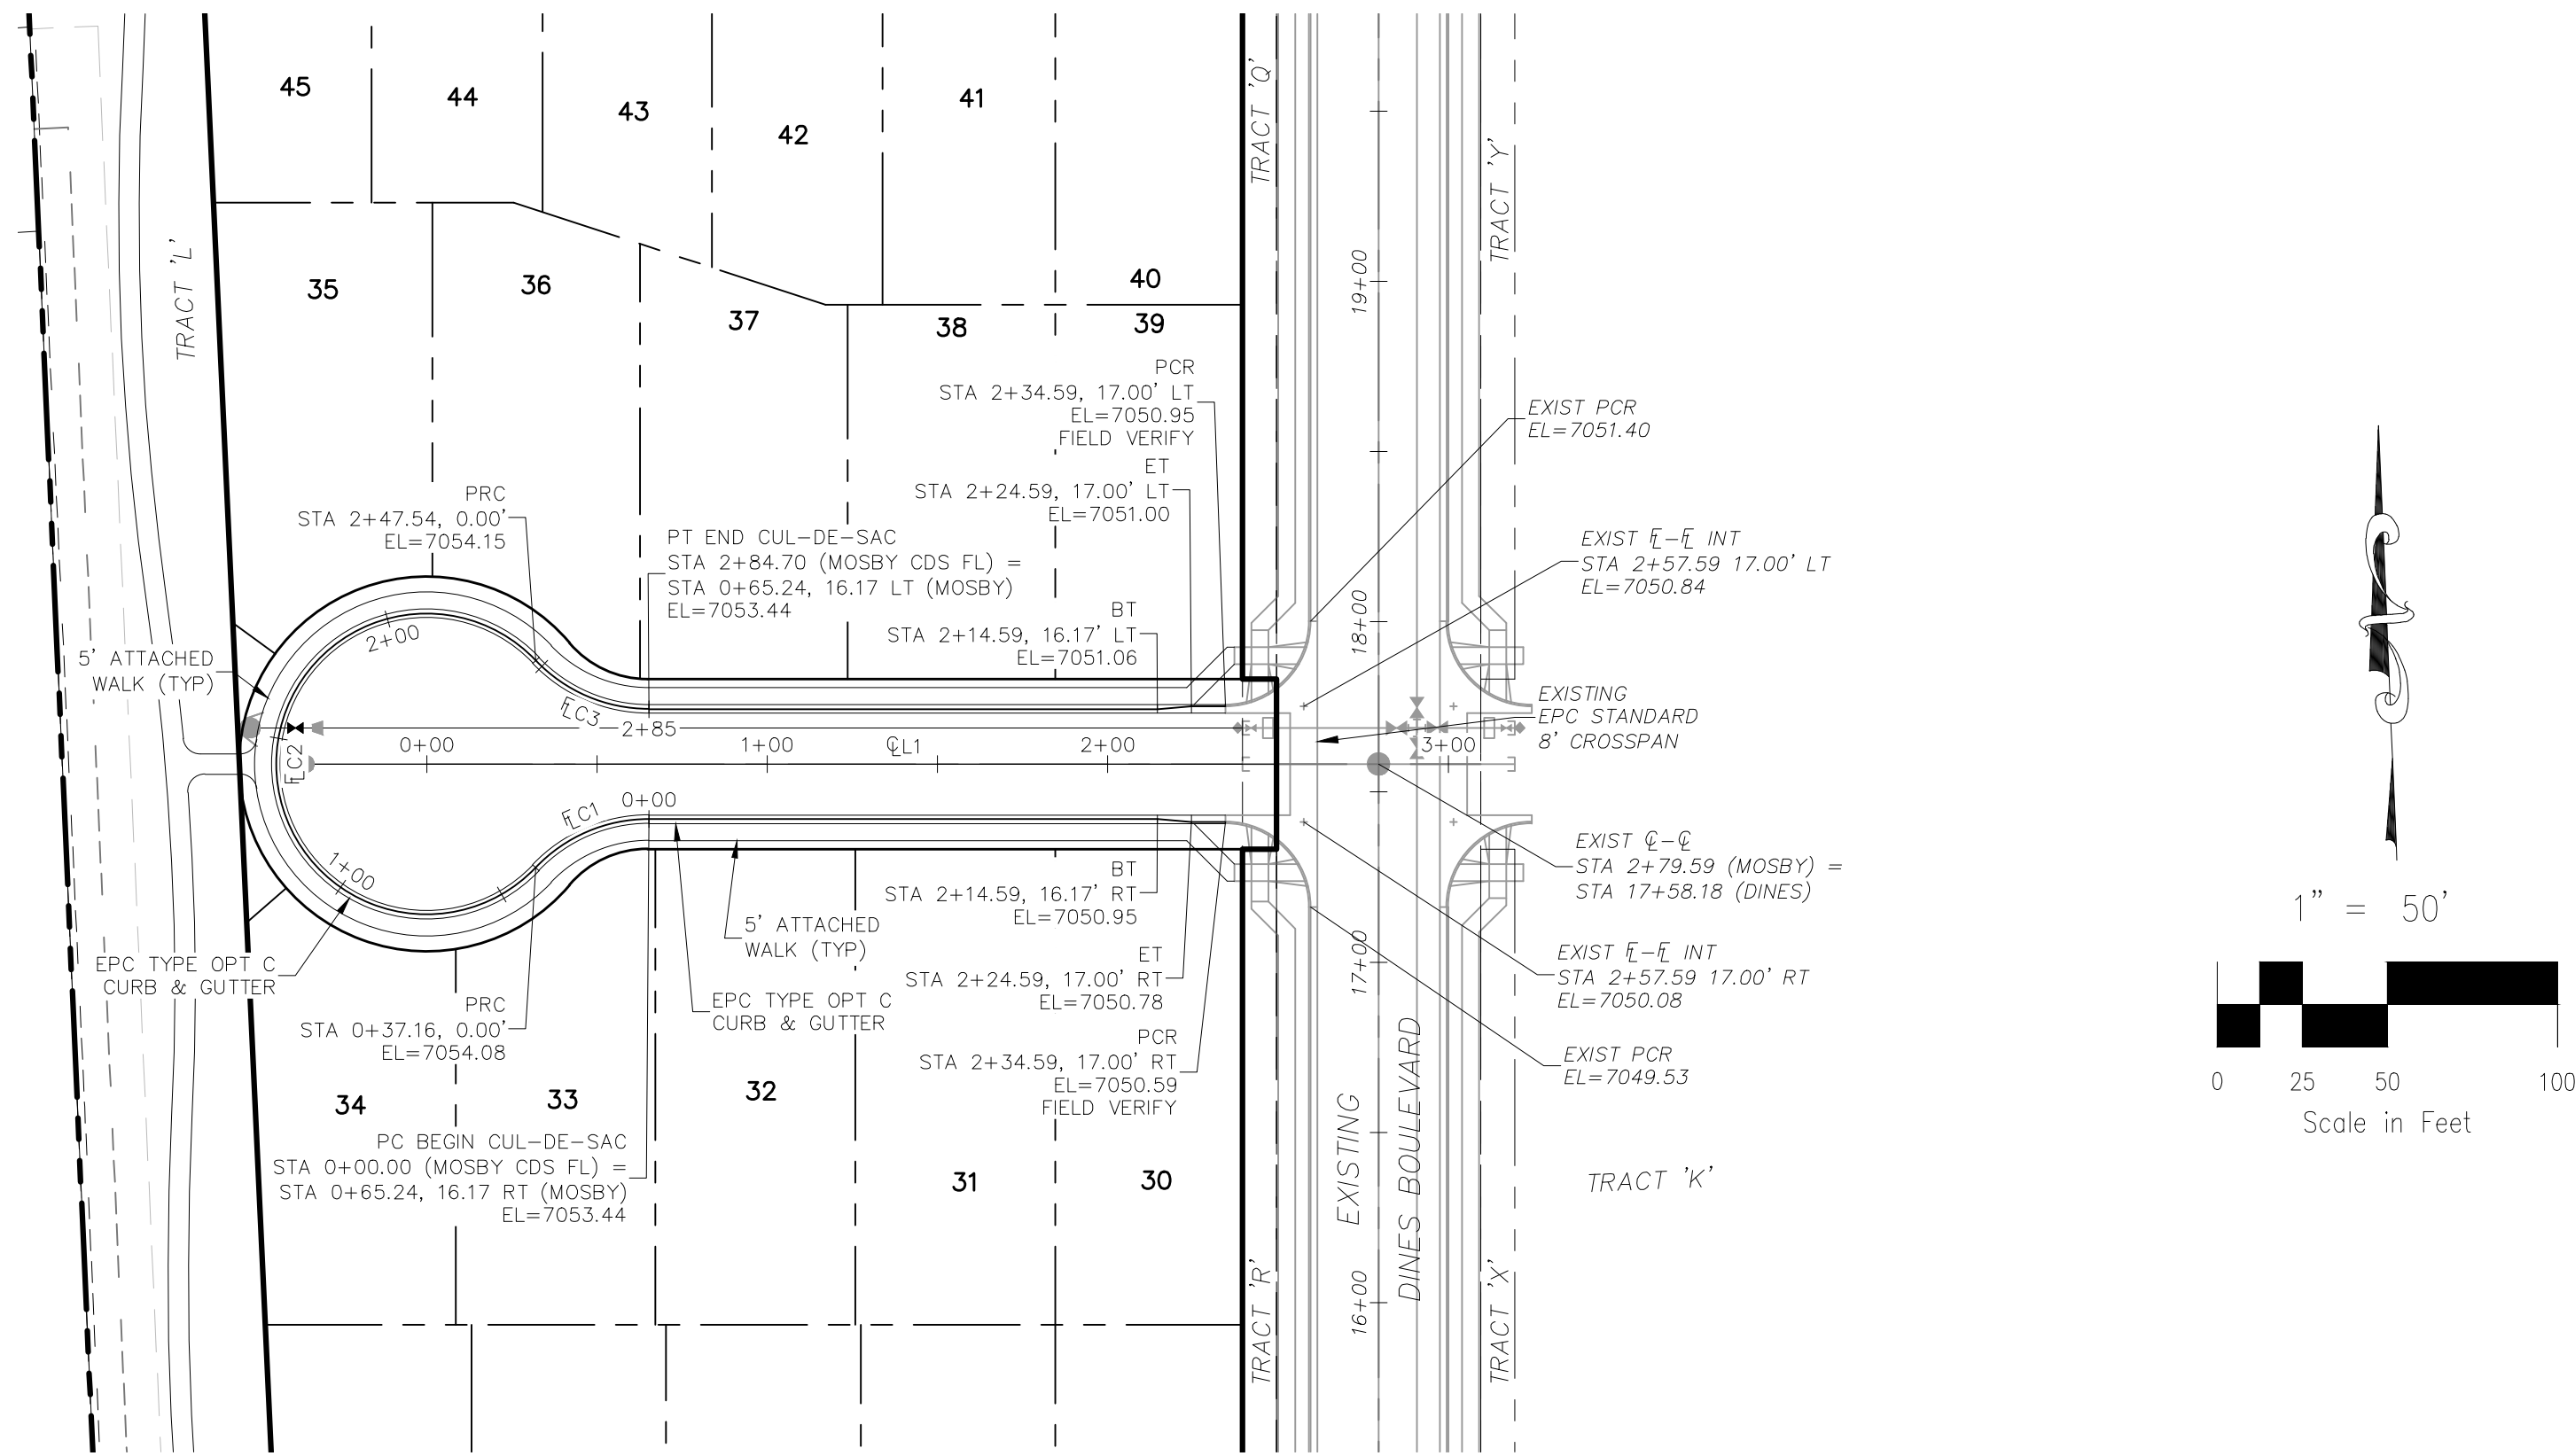 45
44
43
42
41
40
35
36
37
38
39
TRACT 'L'
TRACT 'Q'
TRACT 'Y'
19+00
18+00
17+00
16+00
PCR
STA 2+34.59, 17.00' LT
EL=7050.95
FIELD VERIFY
ET
STA 2+24.59, 17.00' LT
EL=7051.00
BT
STA 2+14.59, 16.17' LT
EL=7051.06
PRC
STA 2+47.54, 0.00'
EL=7054.15
PT END CUL-DE-SAC
STA 2+84.70 (MOSBY CDS FL) =
STA 0+65.24, 16.17 LT (MOSBY)
EL=7053.44
EXIST PCR
EL=7051.40
EXIST FL-FL INT
STA 2+57.59 17.00' LT
EL=7050.84
EXISTING
EPC STANDARD
8' CROSSPAN
5' ATTACHED
WALK (TYP)
2+00
FLC3
2+85
0+00
1+00
CLL1
2+00
3+00
FLC2
FLC1
0+00
1+00
EXIST CL-CL
STA 2+79.59 (MOSBY) =
STA 17+58.18 (DINES)
EXIST FL-FL INT
STA 2+57.59 17.00' RT
EL=7050.08
EXIST PCR
EL=7049.53
BT
STA 2+14.59, 16.17' RT
EL=7050.95
5' ATTACHED
WALK (TYP)
ET
STA 2+24.59, 17.00' RT
EL=7050.78
EPC TYPE OPT C
CURB & GUTTER
EPC TYPE OPT C
CURB & GUTTER
PCR
STA 2+34.59, 17.00' RT
EL=7050.59
FIELD VERIFY
PRC
STA 0+37.16, 0.00'
EL=7054.08
34
33
32
31
30
PC BEGIN CUL-DE-SAC
STA 0+00.00 (MOSBY CDS FL) =
STA 0+65.24, 16.17 RT (MOSBY)
EL=7053.44
EXISTING
DINES BOULEVARD
TRACT 'K'
TRACT 'R'
TRACT 'X'
1" = 50'
0 25 50 100
Scale in Feet